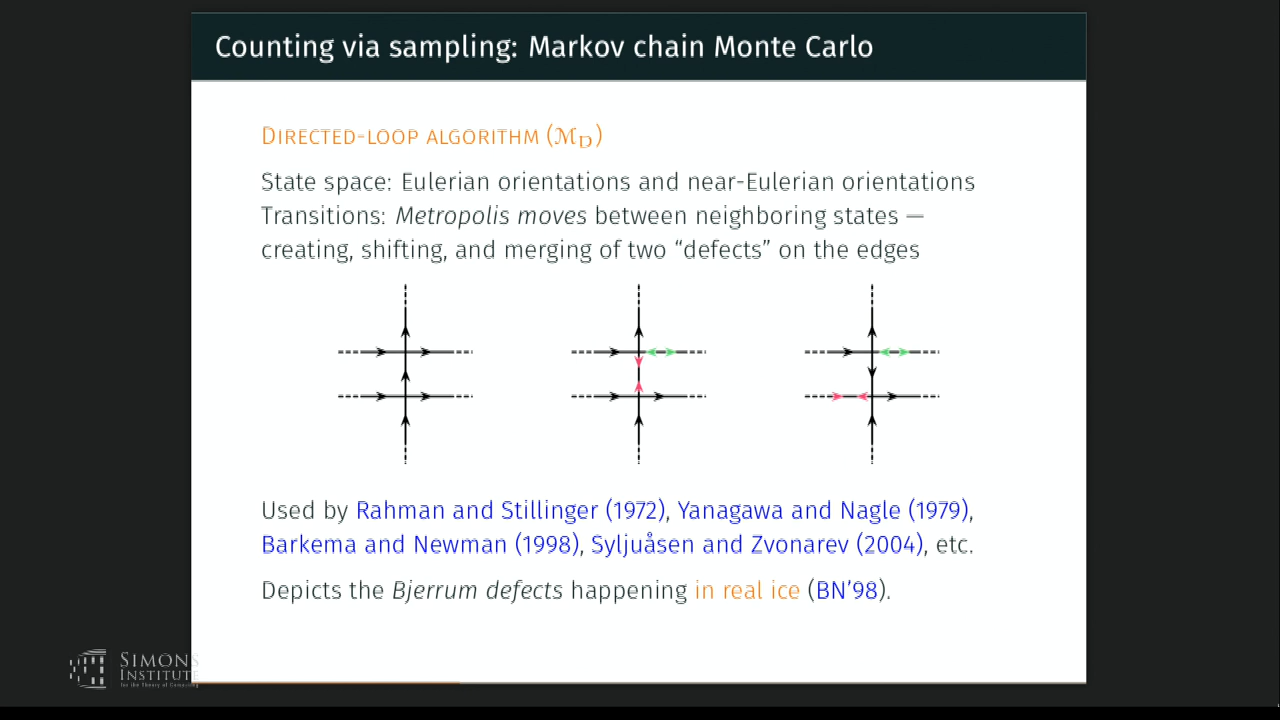 Counting via sampling: Markov chain Monte Carlo
Directed-loop algorithm (ℳD)
State space: Eulerian orientations and near-Eulerian orientations
Transitions: Metropolis moves between neighboring states —
creating, shifting, and merging of two “defects” on the edges
Used by Rahman and Stillinger (1972), Yanagawa and Nagle (1979),
Barkema and Newman (1998), Syljuåsen and Zvonarev (2004), etc.
Depicts the Bjerrum defects happening in real ice (BN’98).
SIMONS
INSTITUTE
for the Theory of Computing